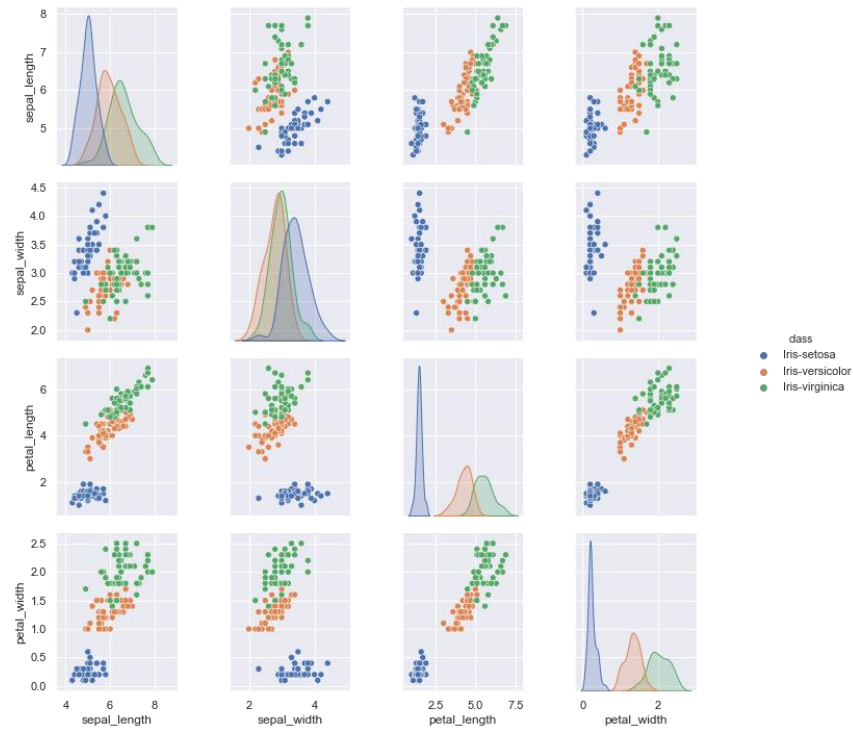 sepal_length
8
7
6
5
sepal_width
4.5
4.0
3.5
3.0
2.5
2.0
petal_length
6
4
2
petal_width
2.5
2.0
1.5
1.0
0.5
0.0
4 6 8
sepal_length
2 4
sepal_width
2.5 5.0 7.5
petal_length
0 2
petal_width
class
Iris-setosa
Iris-versicolor
Iris-virginica